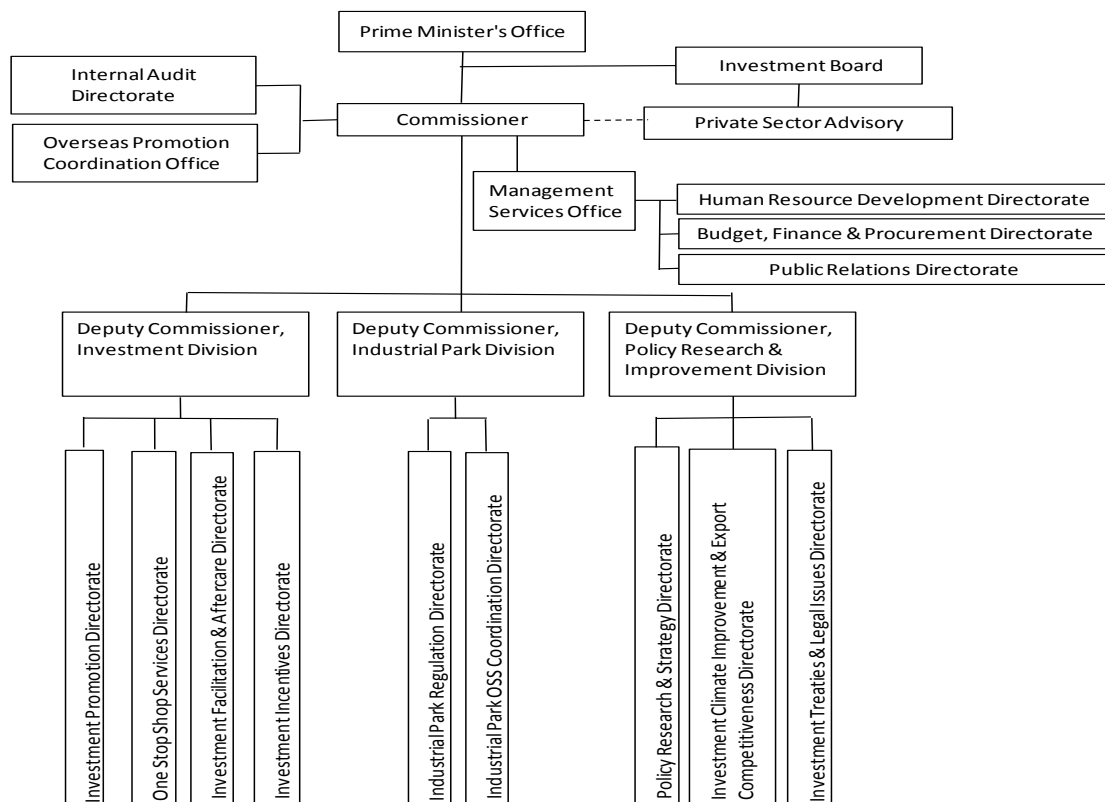 Prime Minister's Office
Internal Audit
Directorate
Investment Board
Commissioner
Private Sector Advisory
Overseas Promotion
Coordination Office
Management
Services Office
Human Resource Development Directorate
Budget, Finance & Procurement Directorate
Public Relations Directorate
Deputy Commissioner,
Investment Division
Deputy Commissioner,
Industrial Park Division
Deputy Commissioner,
Policy Research &
Improvement Division
Investment Promotion Directorate
One Stop Shop Services Directorate
Investment Facilitation & Aftercare Directorate
Investment Incentives Directorate
Industrial Park Regulation Directorate
Industrial Park OSS Coordination Directorate
Policy Research & Strategy Directorate
Investment Climate Improvement & Export
Competitiveness Directorate
Investment Treaties & Legal Issues Directorate